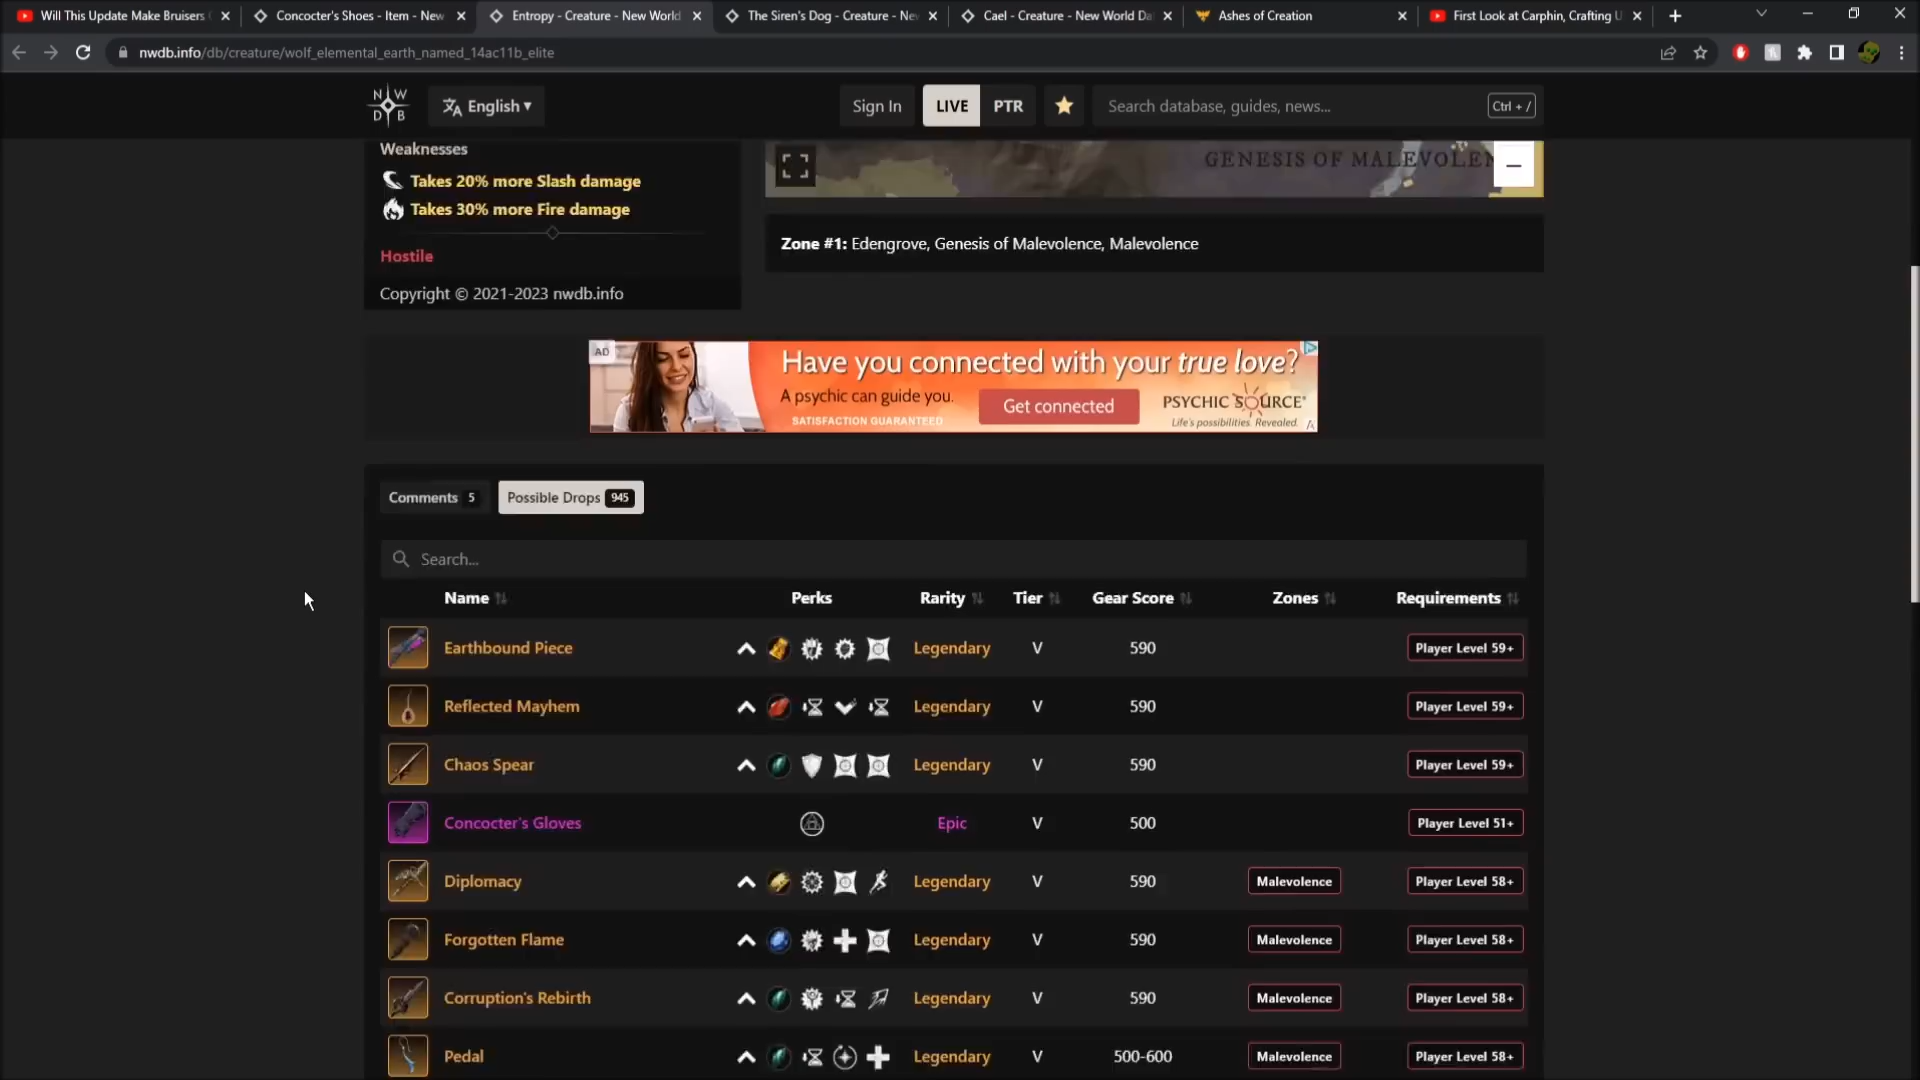 Will This Update Make Bruisers
Concocter's Shoes - Item - New
Entropy - Creature - New World
The Siren's Dog - Creature - Ne
Cael - Creature - New World Da
Ashes of Creation
First Look at Carphin, Crafting U
nwdb.info/db/creature/wolf_elemental_earth_named_14ac11b_elite
N W D B
English ▾
Sign In
LIVE
PTR
Search database, guides, news...
Ctrl + /
Weaknesses
Takes 20% more Slash damage
Takes 30% more Fire damage
Hostile
Copyright © 2021-2023 nwdb.info
GENESIS OF MALEVOLEN
Zone #1: Edengrove, Genesis of Malevolence, Malevolence
AD
Have you connected with your true love?
A psychic can guide you.
SATISFACTION GUARANTEED
Get connected
PSYCHIC SOURCE
Life's possibilities. Revealed.
Comments 5
Possible Drops 945
Search...
Name Perks Rarity Tier Gear Score Zones Requirements
Earthbound Piece Legendary V 590 Player Level 59+
Reflected Mayhem Legendary V 590 Player Level 59+
Chaos Spear Legendary V 590 Player Level 59+
Concocter's Gloves Epic V 500 Player Level 51+
Diplomacy Legendary V 590 Malevolence Player Level 58+
Forgotten Flame Legendary V 590 Malevolence Player Level 58+
Corruption's Rebirth Legendary V 590 Malevolence Player Level 58+
Pedal Legendary V 500-600 Malevolence Player Level 58+